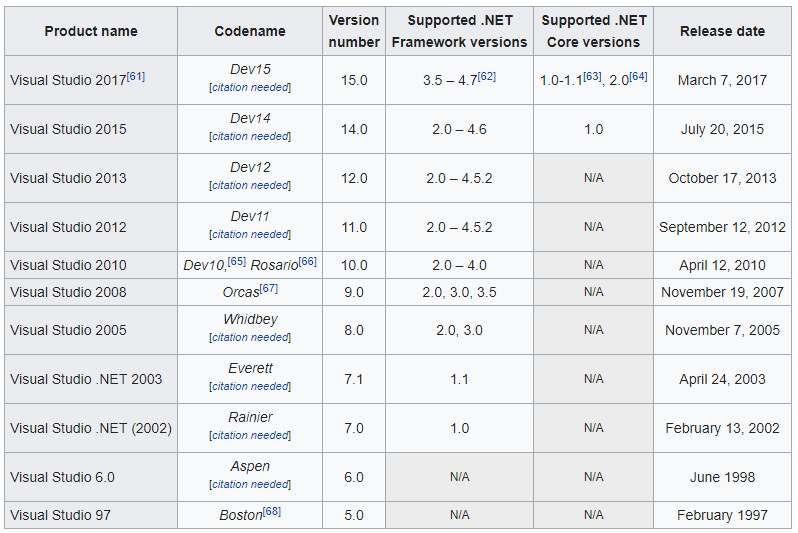 Product name Codename Version number Supported .NET Framework versions Supported .NET Core versions Release date
Visual Studio 2017[61] Dev15 [citation needed] 15.0 3.5 – 4.7[62] 1.0-1.1[63], 2.0[64] March 7, 2017
Visual Studio 2015 Dev14 [citation needed] 14.0 2.0 – 4.6 1.0 July 20, 2015
Visual Studio 2013 Dev12 [citation needed] 12.0 2.0 – 4.5.2 N/A October 17, 2013
Visual Studio 2012 Dev11 [citation needed] 11.0 2.0 – 4.5.2 N/A September 12, 2012
Visual Studio 2010 Dev10,[65] Rosario[66] 10.0 2.0 – 4.0 N/A April 12, 2010
Visual Studio 2008 Orcas[67] 9.0 2.0, 3.0, 3.5 N/A November 19, 2007
Visual Studio 2005 Whidbey [citation needed] 8.0 2.0, 3.0 N/A November 7, 2005
Visual Studio .NET 2003 Everett [citation needed] 7.1 1.1 N/A April 24, 2003
Visual Studio .NET (2002) Rainier [citation needed] 7.0 1.0 N/A February 13, 2002
Visual Studio 6.0 Aspen [citation needed] 6.0 N/A N/A June 1998
Visual Studio 97 Boston[68] 5.0 N/A N/A February 1997